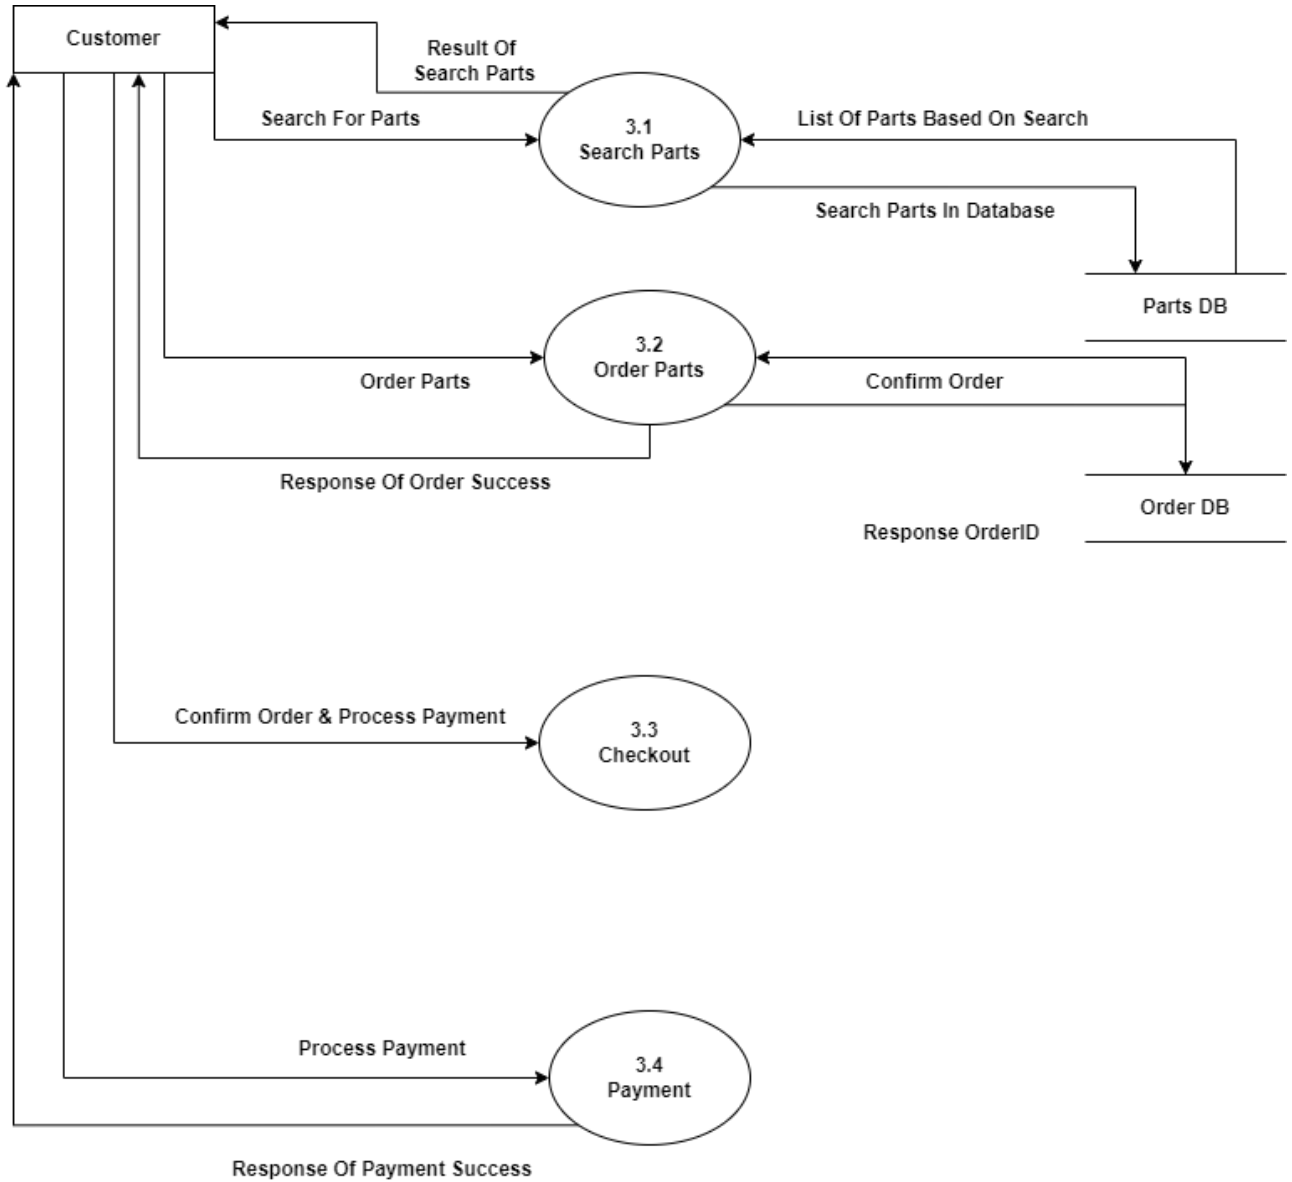 Customer
Result Of
Search Parts
Search For Parts
3.1
Search Parts
List Of Parts Based On Search
Search Parts In Database
Parts DB
3.2
Order Parts
Order Parts
Confirm Order
Response Of Order Success
Order DB
Response OrderID
Confirm Order & Process Payment
3.3
Checkout
Process Payment
3.4
Payment
Response Of Payment Success